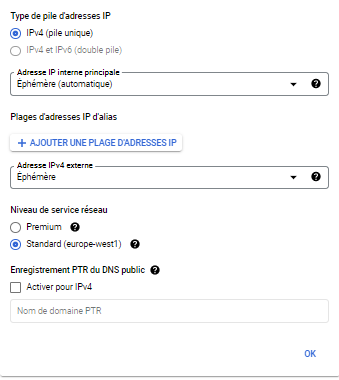 Type de pile d'adresses IP
IPv4 (pile unique)
IPv4 et IPv6 (double pile)
Adresse IP interne principale
Éphémère (automatique)
Plages d'adresses IP d'alias
+ AJOUTER UNE PLAGE D'ADRESSES IP
Adresse IPv4 externe
Éphémère
Niveau de service réseau
Premium
Standard (europe-west1)
Enregistrement PTR du DNS public
Activer pour IPv4
Nom de domaine PTR
OK